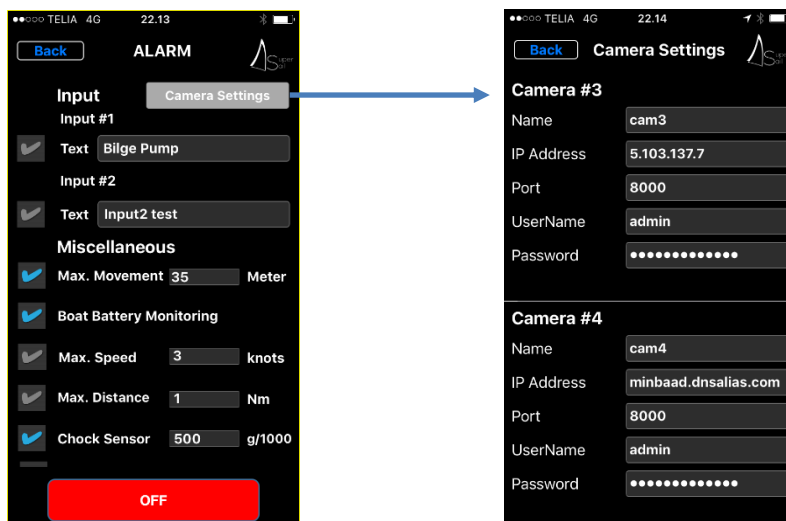 TELIA 4G 22.13
Back ALARM Super Sail
Input Camera Settings
Input #1
Text Bilge Pump
Input #2
Text Input2 test
Miscellaneous
Max. Movement 35 Meter
Boat Battery Monitoring
Max. Speed 3 knots
Max. Distance 1 Nm
Chock Sensor 500 g/1000
OFF
TELIA 4G 22.14
Back Camera Settings Super Sail
Camera #3
Name cam3
IP Address 5.103.137.7
Port 8000
UserName admin
Password •••••••••••••
Camera #4
Name cam4
IP Address minbaad.dnsalias.com
Port 8000
UserName admin
Password •••••••••••••